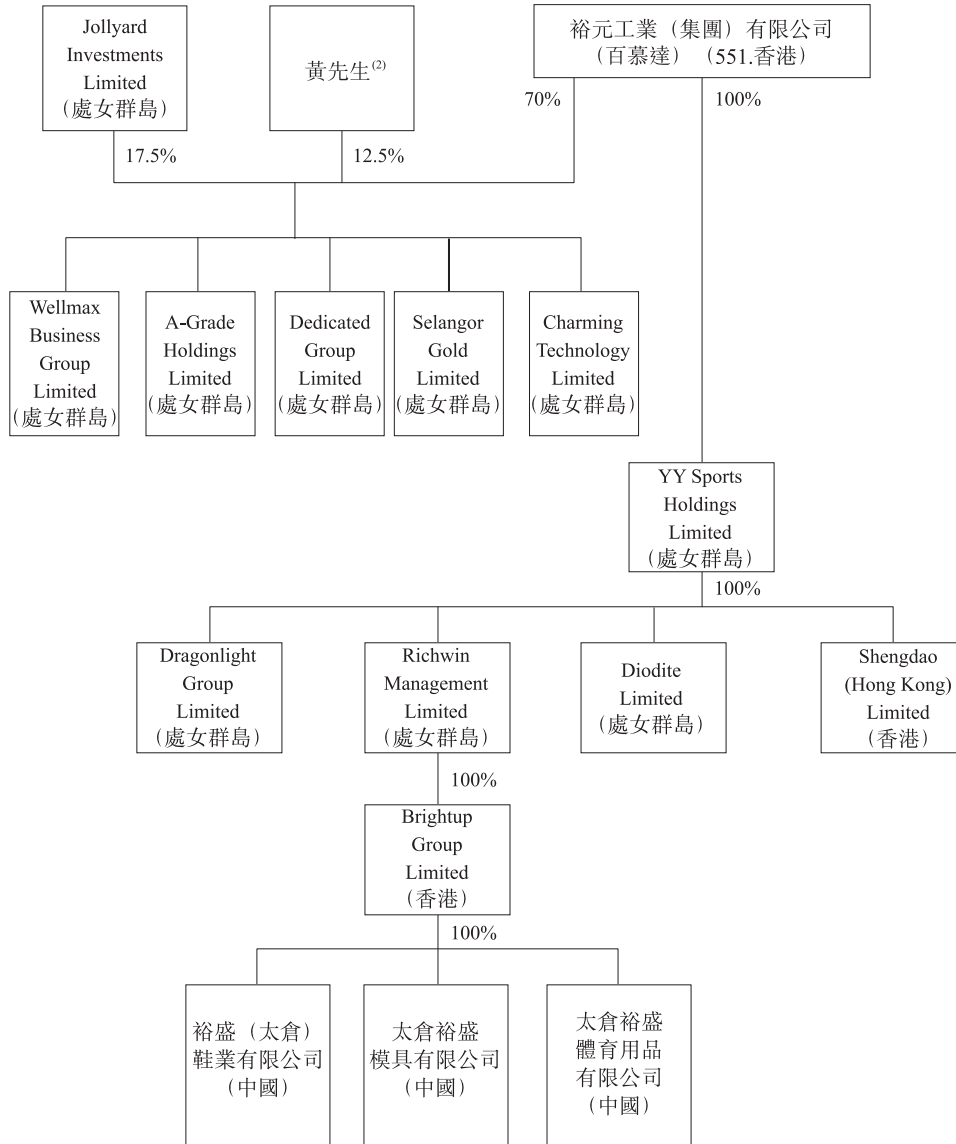 Jollyard
Investments
Limited
(處女群島)
黃先生(2)
裕元工業(集團)有限公司
(百慕達) (551.香港)
17.5%
12.5%
70%
100%
Wellmax
Business
Group
Limited
(處女群島)
A-Grade
Holdings
Limited
(處女群島)
Dedicated
Group
Limited
(處女群島)
Selangor
Gold
Limited
(處女群島)
Charming
Technology
Limited
(處女群島)
YY Sports
Holdings
Limited
(處女群島)
100%
Dragonlight
Group
Limited
(處女群島)
Richwin
Management
Limited
(處女群島)
Diodite
Limited
(處女群島)
Shengdao
(Hong Kong)
Limited
(香港)
100%
Brightup
Group
Limited
(香港)
100%
裕盛(太倉)
鞋業有限公司
(中國)
太倉裕盛
模具有限公司
(中國)
太倉裕盛
體育用品
有限公司
(中國)